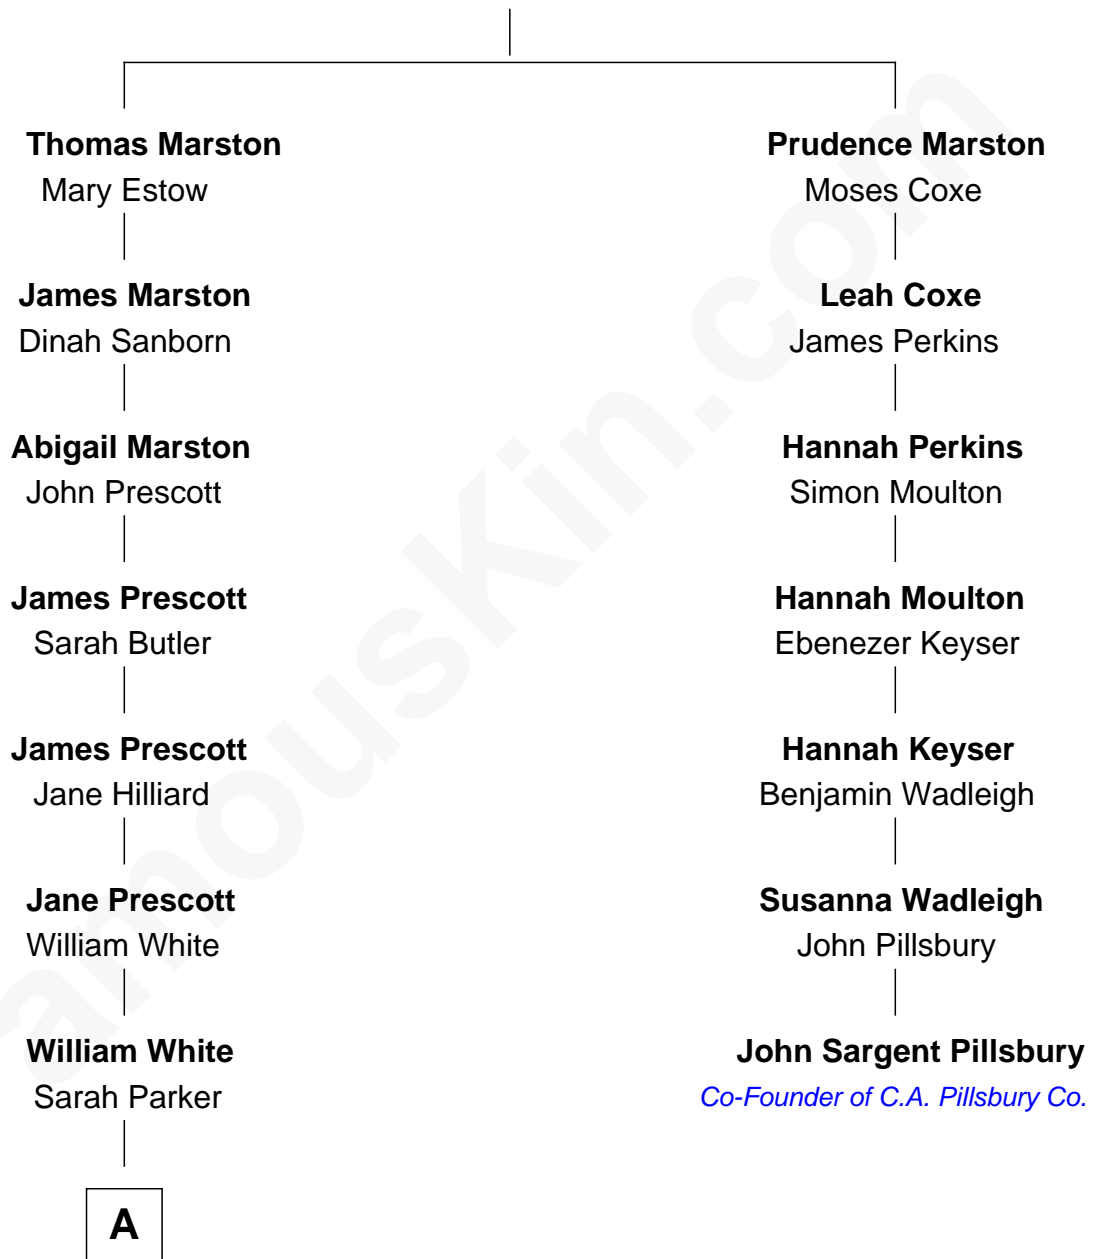 Thomas Marston
Mary Estow
James Marston
Dinah Sanborn
Abigail Marston
John Prescott
James Prescott
Sarah Butler
James Prescott
Jane Hilliard
Jane Prescott
William White
William White
Sarah Parker
A
Prudence Marston
Moses Coxe
Leah Coxe
James Perkins
Hannah Perkins
Simon Moulton
Hannah Moulton
Ebenezer Keyser
Hannah Keyser
Benjamin Wadleigh
Susanna Wadleigh
John Pillsbury
John Sargent Pillsbury
Co-Founder of C.A. Pillsbury Co.
amouskin.com